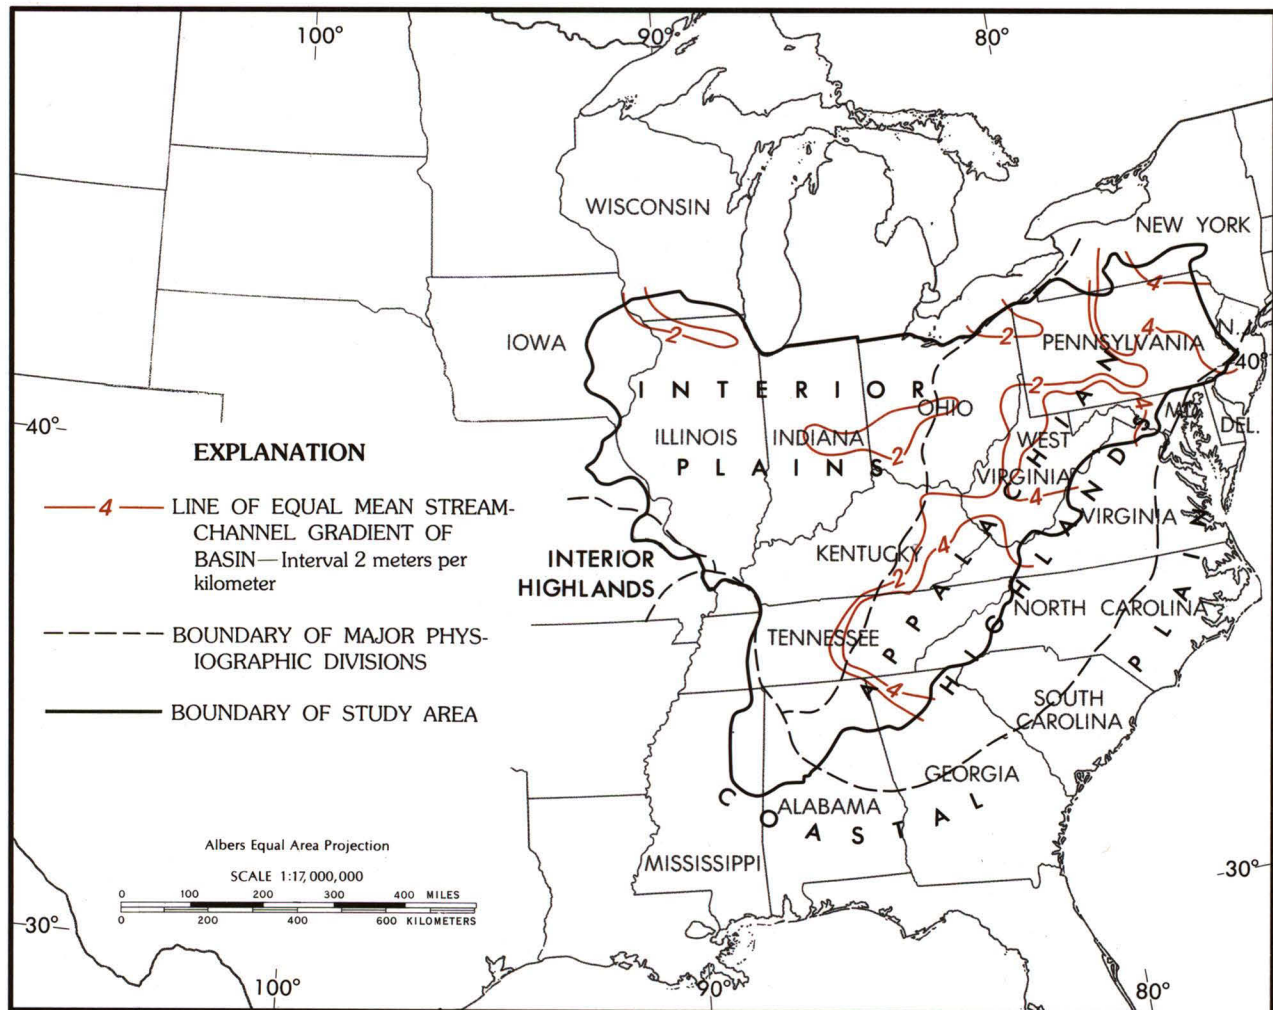 100°
90°
80°
WISCONSIN
NEW YORK
IOWA
2
4
2
PENNSYLVANIA
4
N.J.
40°
INTERIOR
PLAINS
OHIO
2
4
MD.
DEL.
40°
ILLINOIS
INDIANA
2
WEST
VIRGINIA
4
VIRGINIA
KENTUCKY
4
2
INTERIOR
HIGHLANDS
APPALACHIAN
HIGHLANDS
NORTH CAROLINA
TENNESSEE
4
SOUTH
CAROLINA
GEORGIA
ALABAMA
MISSISSIPPI
COASTAL
PLAIN
EXPLANATION
4 LINE OF EQUAL MEAN STREAM-
CHANNEL GRADIENT OF
BASIN—Interval 2 meters per
kilometer
BOUNDARY OF MAJOR PHYS-
IOGRAPHIC DIVISIONS
BOUNDARY OF STUDY AREA
Albers Equal Area Projection
SCALE 1:17,000,000
0 100 200 300 400 MILES
0 200 400 600 KILOMETERS
30°
30°
100°
90°
80°